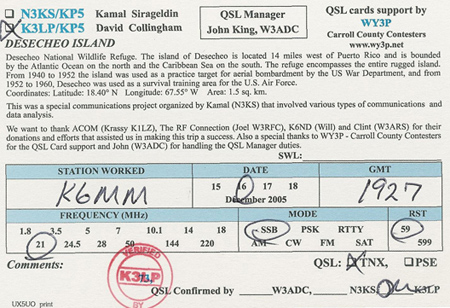 N3KS/KP5 Kamal Sirageldin
K3LP/KP5 David Collingham
QSL Manager
John King, W3ADC
QSL cards support by
WY3P
Carroll County Contesters
www.wy3p.net
DESECHEO ISLAND
Desecheo National Wildlife Refuge. The island of Desecheo is located 14 miles west of Puerto Rico and is bounded
by the Atlantic Ocean on the north and the Caribbean Sea on the south. The refuge encompasses the entire rugged island.
From 1940 to 1952 the island was used as a practice target for aerial bombardment by the US War Department, and from
1952 to 1960, Desecheo was used as a survival training area for the U.S. Air Force.
Coordinates: Latitude: 18.40° N Longitude: 67.55° W Area: 1.5 sq. km.
This was a special communications project organized by Kamal (N3KS) that involved various types of communications and
data analysis.
We want to thank ACOM (Krassy K1LZ), The RF Connection (Joel W3RFC), K6ND (Will) and Clint (W3ARS) for their
donations and efforts that assisted us in making this trip a success. Also a special thanks to WY3P - Carroll County Contesters
for the QSL Card support and John (W3ADC) for handling the QSL Manager duties.
SWL:
STATION WORKED DATE GMT
K6MM 15 16 17 18 1927
December 2005
FREQUENCY (MHz) MODE RST
1.8 3.5 5 7 10.1 14 18 SSB PSK RTTY 59
21 24.5 28 50 144 220 AM CW FM SAT 599
Comments: QSL: TNX, PSE
VERIFIED
K3LP
BY
QSL Confirmed by W3ADC, N3KS, K3LP
UX5UO print